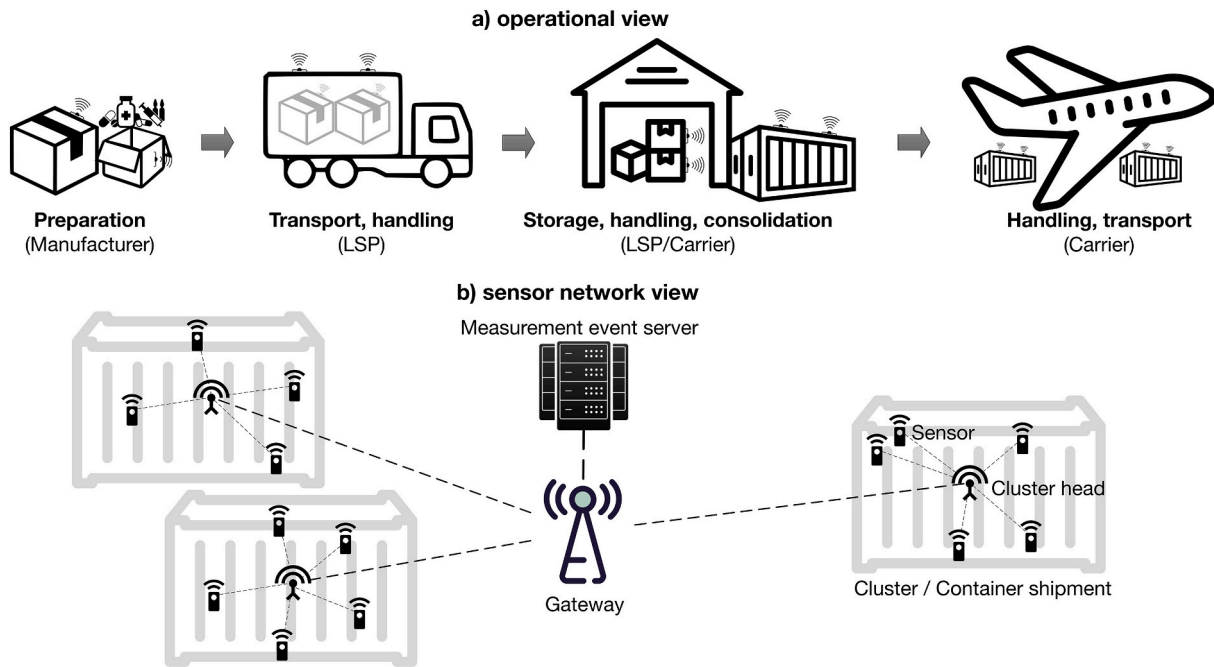 a) operational view
Preparation
(Manufacturer)
Transport, handling
(LSP)
Storage, handling, consolidation
(LSP/Carrier)
Handling, transport
(Carrier)
b) sensor network view
Measurement event server
Gateway
Sensor
Cluster head
Cluster / Container shipment